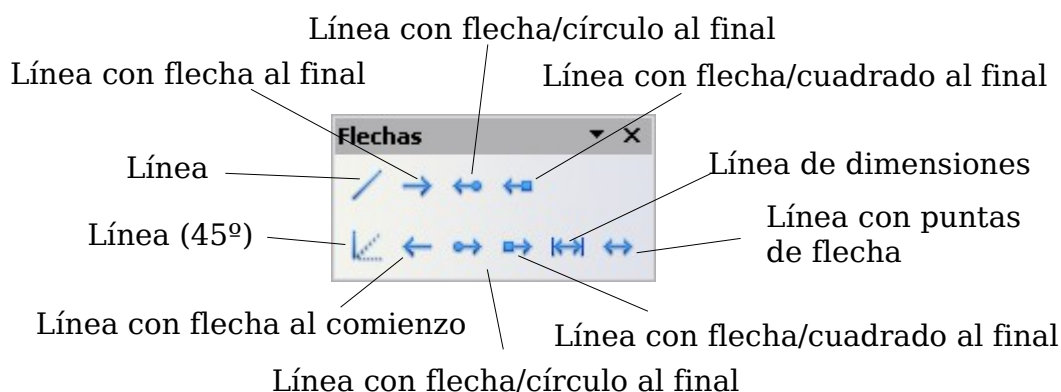 Línea con flecha/círculo al final
Línea con flecha al final
Línea con flecha/cuadrado al final
Flechas
Línea
Línea de dimensiones
Línea (45º)
Línea con puntas
de flecha
Línea con flecha al comienzo
Línea con flecha/cuadrado al final
Línea con flecha/círculo al final